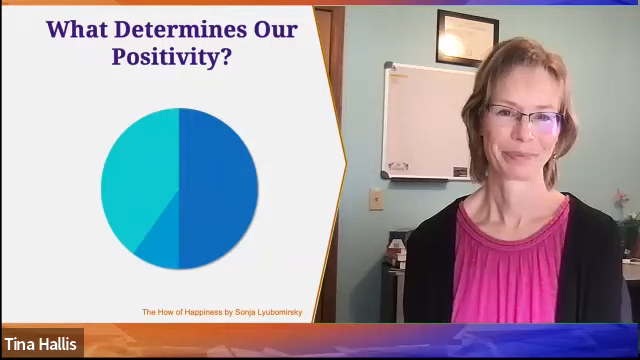 What Determines Our
Positivity?
The How of Happiness by Sonja Lyubomirsky
Tina Hallis